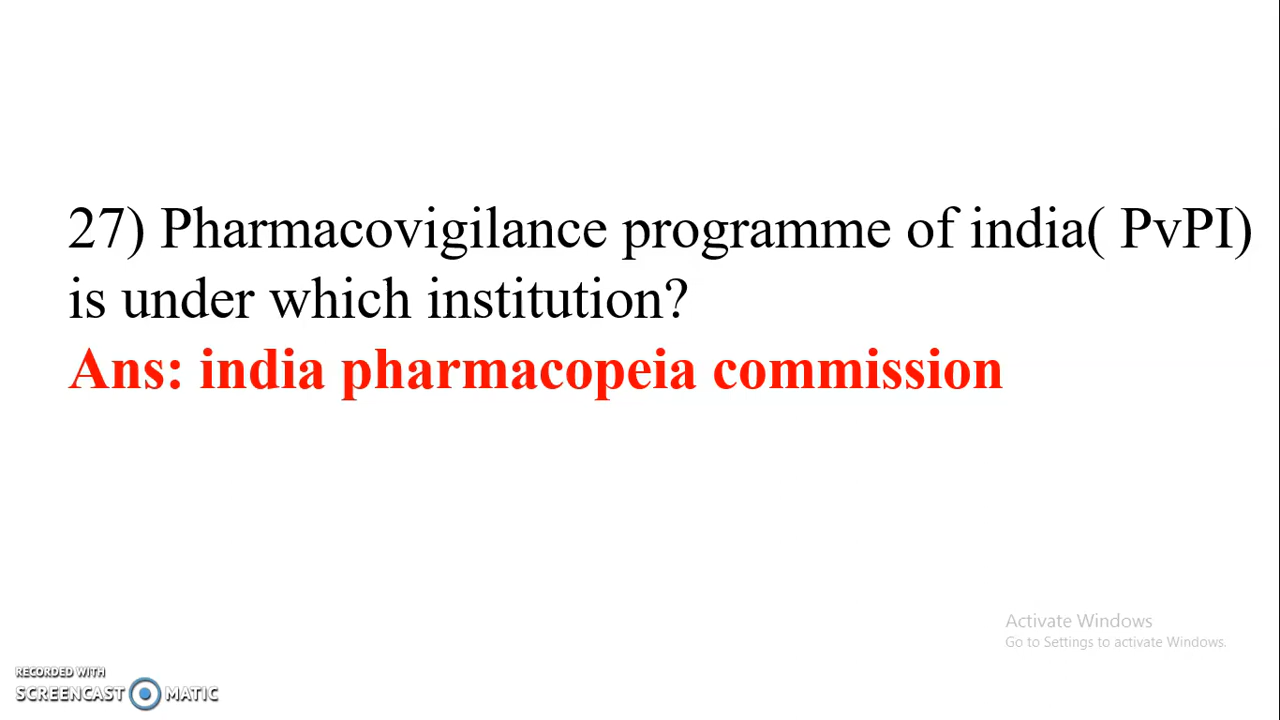 27) Pharmacovigilance programme of india( PvPI)
is under which institution?
Ans: india pharmacopeia commission
Activate Windows
Go to Settings to activate Windows.
RECORDED WITH
SCREENCAST MATIC